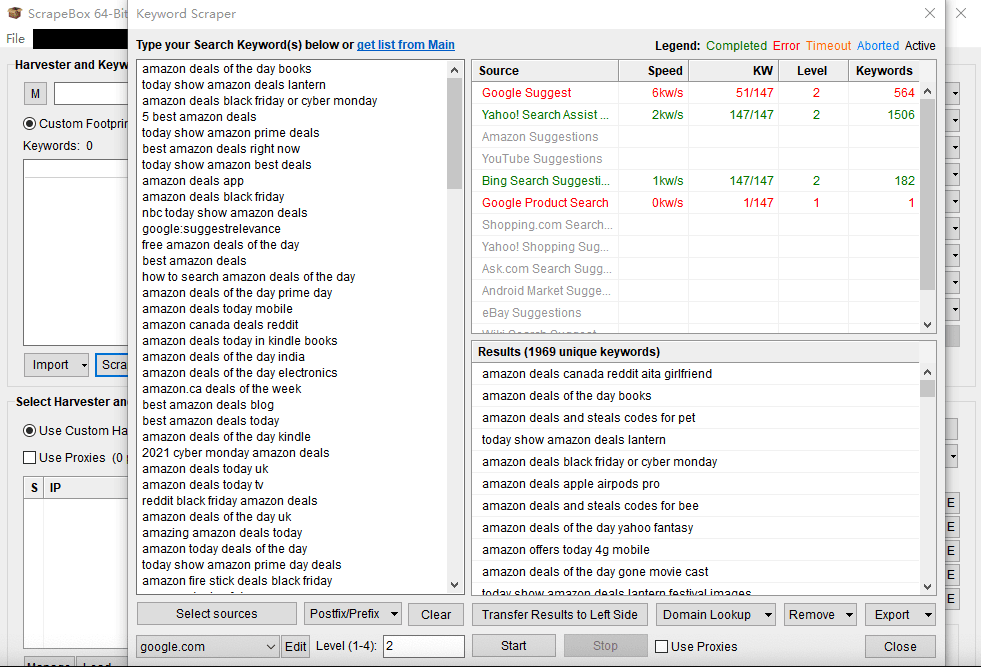 ScrapeBox 64-Bit
Keyword Scraper
File
Type your Search Keyword(s) below or get list from Main
Legend: Completed Error Timeout Aborted Active
Harvester and Keyw
M
Custom Footprin
Keywords: 0
Import
Scra
Select Harvester an
Use Custom Ha
Use Proxies (0 p
S IP
Manage
Load
amazon deals of the day books
today show amazon deals lantern
amazon deals black friday or cyber monday
5 best amazon deals
today show amazon prime deals
best amazon deals right now
today show amazon best deals
amazon deals app
amazon deals black friday
nbc today show amazon deals
google:suggestrelevance
free amazon deals of the day
best amazon deals
how to search amazon deals of the day
amazon deals of the day prime day
amazon deals today mobile
amazon canada deals reddit
amazon deals today in kindle books
amazon deals of the day india
amazon deals of the day electronics
amazon.ca deals of the week
best amazon deals blog
best amazon deals today
amazon deals of the day kindle
2021 cyber monday amazon deals
amazon deals today uk
amazon deals today tv
reddit black friday amazon deals
amazon deals of the day uk
amazing amazon deals today
amazon today deals of the day
today show amazon prime day deals
amazon fire stick deals black friday
Source Speed KW Level Keywords
Google Suggest 6kw/s 51/147 2 564
Yahoo! Search Assist ... 2kw/s 147/147 2 1506
Amazon Suggestions
YouTube Suggestions
Bing Search Suggesti... 1kw/s 147/147 2 182
Google Product Search 0kw/s 1/147 1 1
Shopping.com Search...
Yahoo! Shopping Sug...
Ask.com Search Sugg...
Android Market Sugge...
eBay Suggestions
Wiki Search Suggest
Results (1969 unique keywords)
amazon deals canada reddit aita girlfriend
amazon deals of the day books
amazon deals and steals codes for pet
today show amazon deals lantern
amazon deals black friday or cyber monday
amazon deals apple airpods pro
amazon deals and steals codes for bee
amazon deals of the day yahoo fantasy
amazon offers today 4g mobile
amazon deals of the day gone movie cast
today show amazon deals lantern festival images
E
E
E
E
E
Select sources
Postfix/Prefix
Clear
Transfer Results to Left Side
Domain Lookup
Remove
Export
google.com
Edit
Level (1-4): 2
Start
Stop
Use Proxies
Close